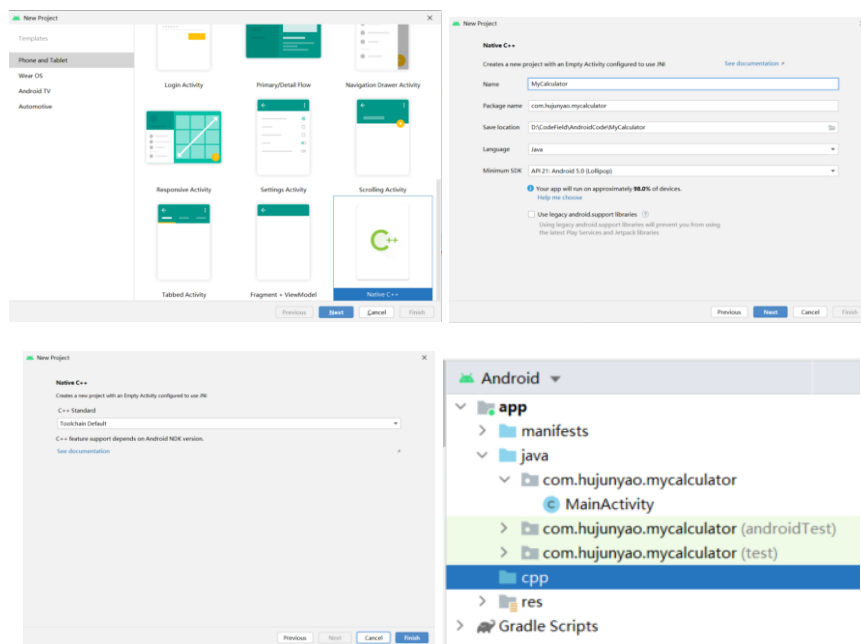 New Project
Templates
Phone and Tablet
Wear OS
Android TV
Automotive
Login Activity
Primary/Detail Flow
Navigation Drawer Activity
Responsive Activity
Settings Activity
Scrolling Activity
C++
Tabbed Activity
Fragment + ViewModel
Native C++
Previous
Next
Cancel
Finish
New Project
Native C++
Creates a new project with an Empty Activity configured to use JNI
See documentation
Name
MyCalculator
Package name
com.hujunyao.mycalculator
Save location
D:\CodeField\AndroidCode\MyCalculator
Language
Java
Minimum SDK
API 21: Android 5.0 (Lollipop)
Your app will run on approximately 98.0% of devices.
Help me choose
Use legacy android.support libraries
Using legacy android.support libraries will prevent you from using
the latest Play Services and Jetpack libraries
Previous
Next
Cancel
Finish
New Project
Native C++
Creates a new project with an Empty Activity configured to use JNI
C++ Standard
Toolchain Default
C++ feature support depends on Android NDK version.
See documentation
Previous
Next
Cancel
Finish
Android
app
manifests
java
com.hujunyao.mycalculator
MainActivity
com.hujunyao.mycalculator (androidTest)
com.hujunyao.mycalculator (test)
cpp
res
Gradle Scripts